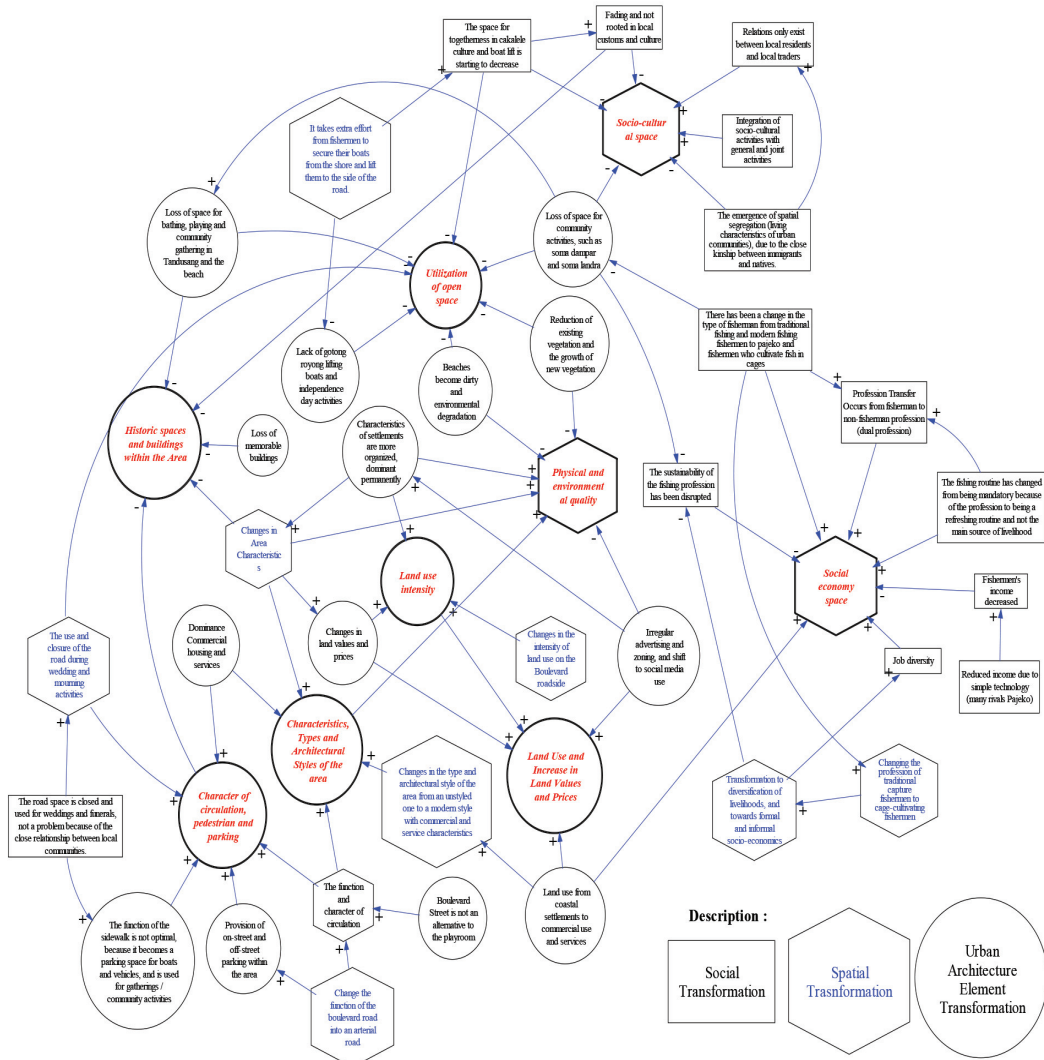 The space for
togetherness in cakalele
culture and boat lift is
starting to decrease
+
Fading and not
rooted in local
customs and culture
Relations only exist
between local residents
and local traders
It takes extra effort
from fishermen to
secure their boats
from the shore and lift
them to the side of the
road.
Socio-cultur
al space
Integration of
socio-cultural
activities with
general and joint
activities
Loss of space for
bathing, playing and
community
gathering in
Tandusang and the
beach
Loss of space for
community
activities, such as
soma dampar and
soma landra
The emergence of spatial
segregation (living
characteristics of urban
communities), due to the close
kinship between immigrants and
natives.
Utilization
of open
space
Reduction of
existing
vegetation and
the growth of
new vegetation
There has been a change in the
type of fisherman from traditional
fishing and modern fishing
fishermen to pajeko and
fishermen who cultivate fish in
cages
Lack of gotong
royong lifting
boats and
independence
day activities
Beaches
become dirty
and
environmental
degradation
Profession Transfer
Occurs from fisherman to
non-fisherman profession
(dual profession)
Historic spaces
and buildings
within the Area
Loss of
memorable
buildings
Characteristics
of settlements
are more
organized,
dominant
permanently
Physical and
environment
al quality
The sustainability of
the fishing profession
has been disrupted
The fishing routine has changed
from being mandatory because
of the profession to being a
refreshing routine and not the
main source of livelihood
Changes in
Area
Characteristic
s
Land use
intensity
Social
economy
space
Fishermen's
income
decreased
The use and
closure of the
road during
wedding and
mourning
activities
Dominance
Commercial
housing and
services
Changes in
land values and
prices
Changes in the
intensity of
land use on the
Boulevard
roadside
Irregular
advertising and
zoning, and shift
to social media
use
Job diversity
Reduced income due to
simple technology
(many rivals Pajeko)
Characteristics,
Types and
Architectural
Styles of the
area
Changes in the type and
architectural style of the
area from an unstyled
one to a modern style
with commercial and
service characteristics
Land Use and
Increase in
Land Values
and Prices
Transformation to
diversification of
livelihoods, and
towards formal
and informal
socio-economics
Changing the
profession of
traditional
capture
fishermen to
cage-cultivating
fishermen
The road space is closed and
used for weddings and funerals,
not a problem because of the
close relationship between local
communities.
Character of
circulation,
pedestrian and
parking
The function of the
sidewalk is not optimal,
because it becomes a
parking space for boats
and vehicles, and is used
for gatherings /
community activities
Provision of
on-street and
off-street
parking within
the area
The function
and
character of
circulation
Boulevard
Street is not an
alternative to
the playroom
Land use from
coastal
settlements to
commercial use
and services
Change the
function of the
boulevard road
into an arterial
road
Description :
Social
Transformation
Spatial
Trasnformation
Urban
Architecture
Element
Transformation